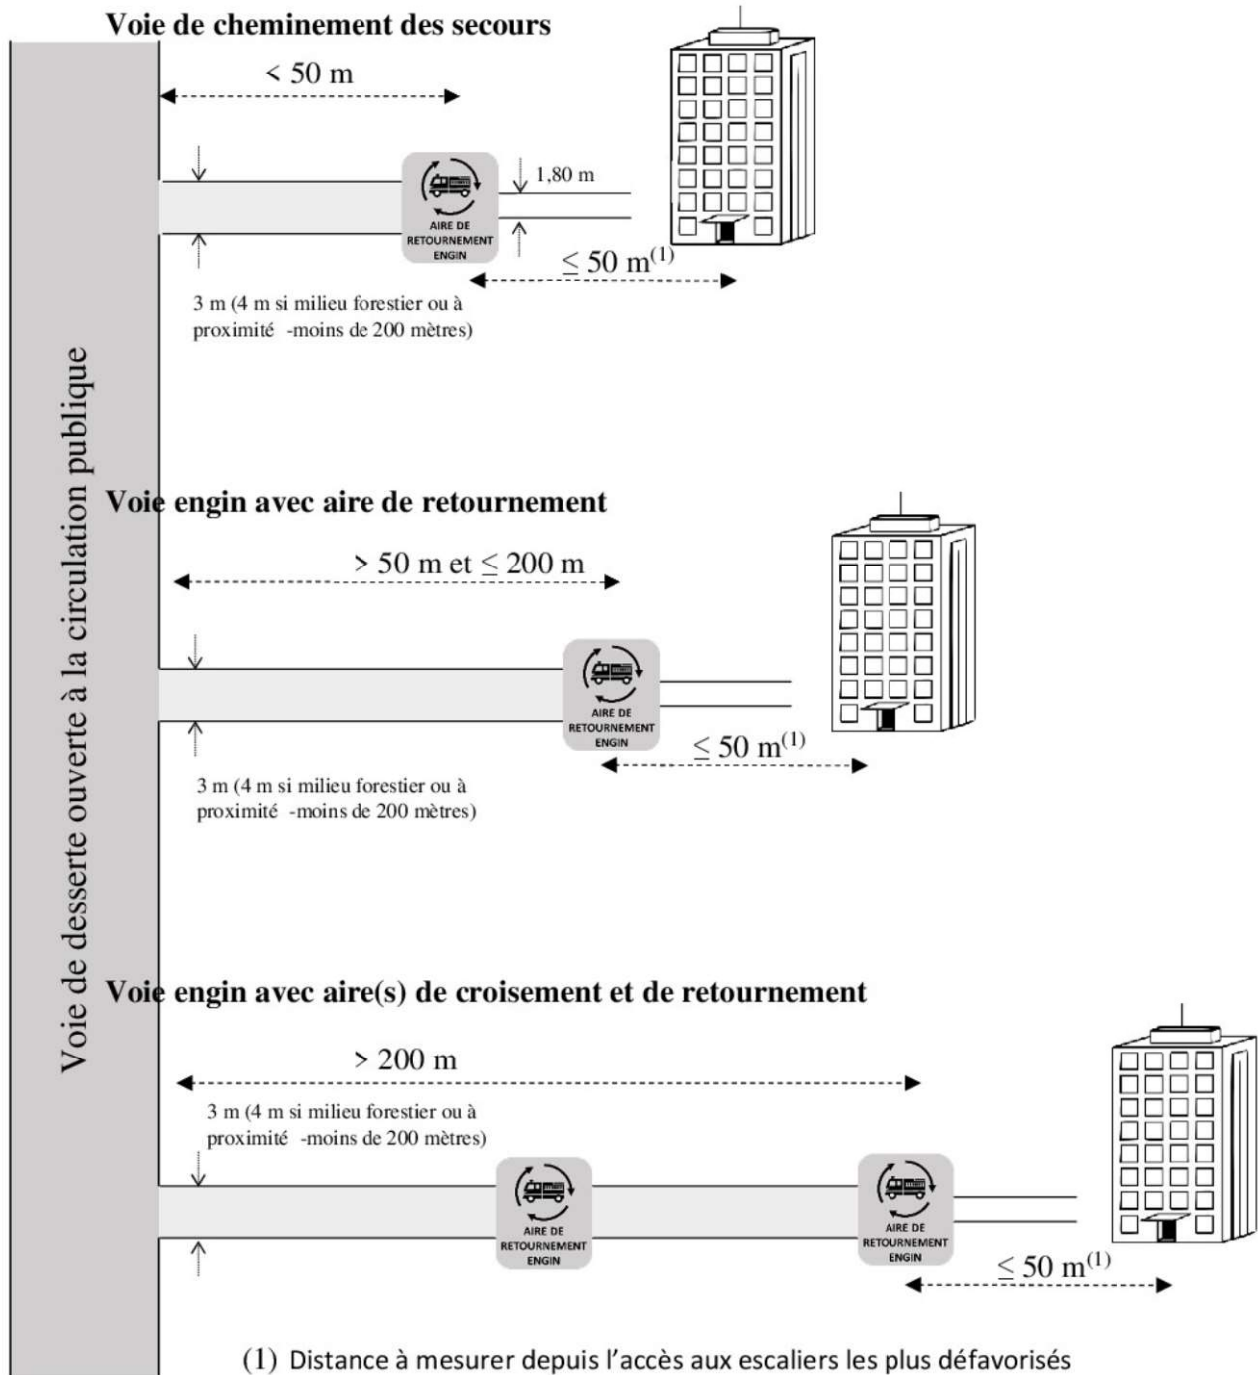 Voie de cheminement des secours
< 50 m
1,80 m
AIRE DE
RETOURNEMENT
ENGIN
≤ 50 m(1)
3 m (4 m si milieu forestier ou à
proximité -moins de 200 mètres)
Voie de desserte ouverte à la circulation publique
Voie engin avec aire de retournement
> 50 m et ≤ 200 m
AIRE DE
RETOURNEMENT
ENGIN
≤ 50 m(1)
3 m (4 m si milieu forestier ou à
proximité -moins de 200 mètres)
Voie engin avec aire(s) de croisement et de retournement
> 200 m
3 m (4 m si milieu forestier ou à
proximité -moins de 200 mètres)
AIRE DE
RETOURNEMENT
ENGIN
AIRE DE
RETOURNEMENT
ENGIN
≤ 50 m(1)
(1) Distance à mesurer depuis l'accès aux escaliers les plus défavorisés